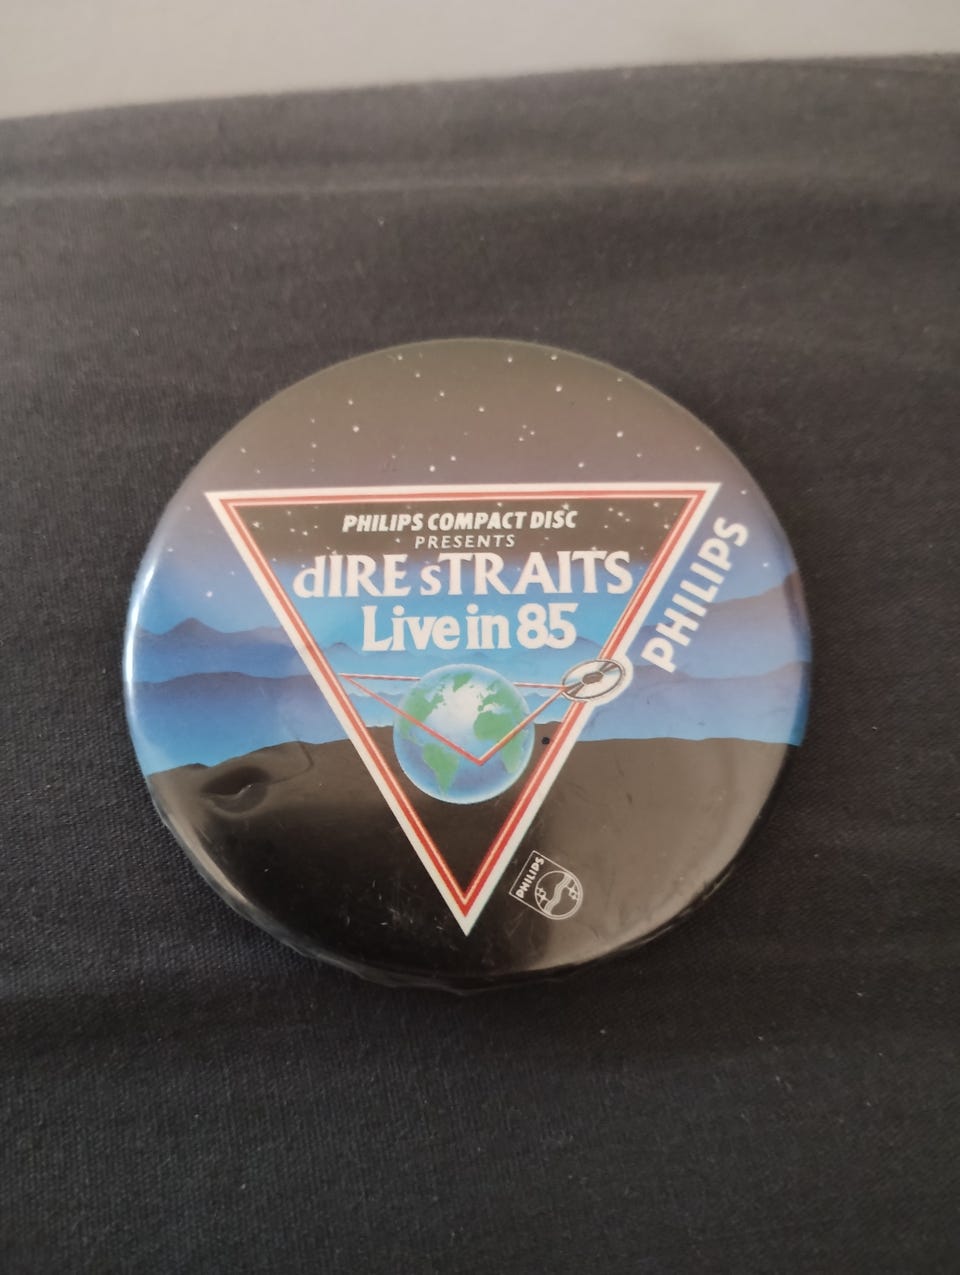 PHILIPS COMPACT DISC
PRESENTS
dIRE sTRAITS
Live in 85
PHILIPS
PHILIPS